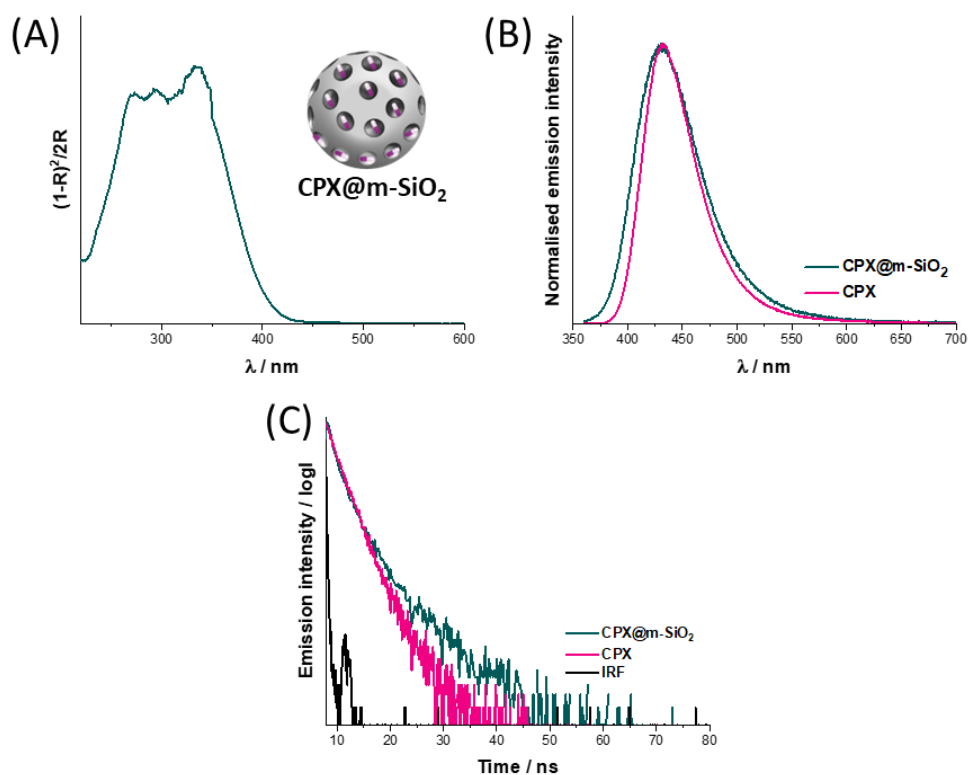 (A)
(1-R)²/2R
CPX@m-SiO₂
300
400
500
600
λ / nm
(B)
Normalised emission intensity
CPX@m-SiO₂
CPX
350
400
450
500
550
600
650
700
λ / nm
(C)
Emission intensity / logI
CPX@m-SiO₂
CPX
IRF
10
20
30
40
50
60
70
80
Time / ns